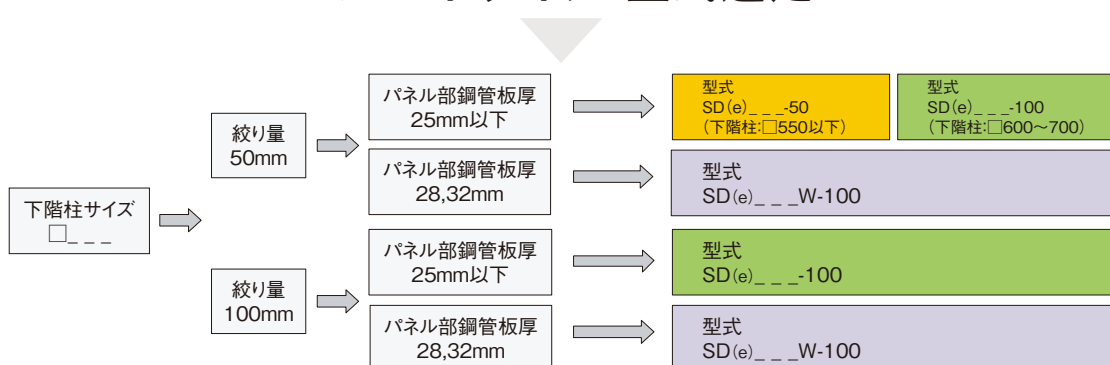 下階柱サイズ
□_ _ _
絞り量
50mm
パネル部鋼管板厚
25mm以下
型式
SD(e)_ _ _-50
(下階柱:□550以下)
型式
SD(e)_ _ _-100
(下階柱:□600〜700)
パネル部鋼管板厚
28,32mm
型式
SD(e)_ _ _W-100
絞り量
100mm
パネル部鋼管板厚
25mm以下
型式
SD(e)_ _ _-100
パネル部鋼管板厚
28,32mm
型式
SD(e)_ _ _W-100